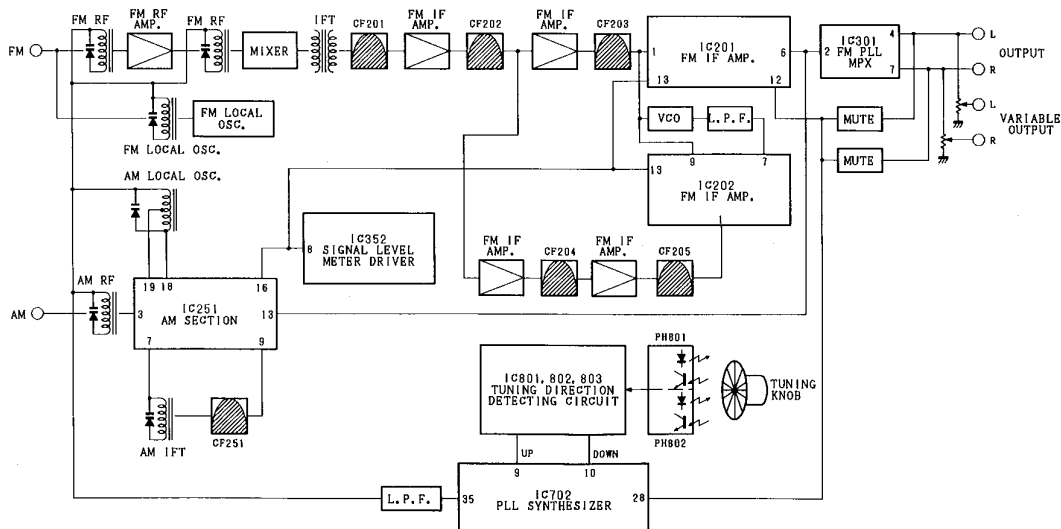 FM
FM RF
FM RF
AMP.
FM RF
MIXER
IFT
CF201
FM IF
AMP.
CF202
FM IF
AMP.
CF203
1
IC201
FM IF AMP.
6
13
12
2
IC301
FM PLL
MPX
4
7
L
R
OUTPUT
L
R
VARIABLE
OUTPUT
MUTE
MUTE
FM LOCAL
OSC.
FM LOCAL OSC.
VCO
L.P.F.
9
7
13
IC202
FM IF AMP.
AM LOCAL OSC.
8
IC352
SIGNAL LEVEL
METER DRIVER
FM IF
AMP.
CF204
FM IF
AMP.
CF205
AM
AM RF
19
18
16
3
IC251
AM SECTION
13
7
9
AM IFT
CF251
IC801, 802, 803
TUNING DIRECTION
DETECTING CIRCUIT
PH801
PH802
TUNING
KNOB
UP
DOWN
9
10
L.P.F.
35
IC702
PLL SYNTHESIZER
28